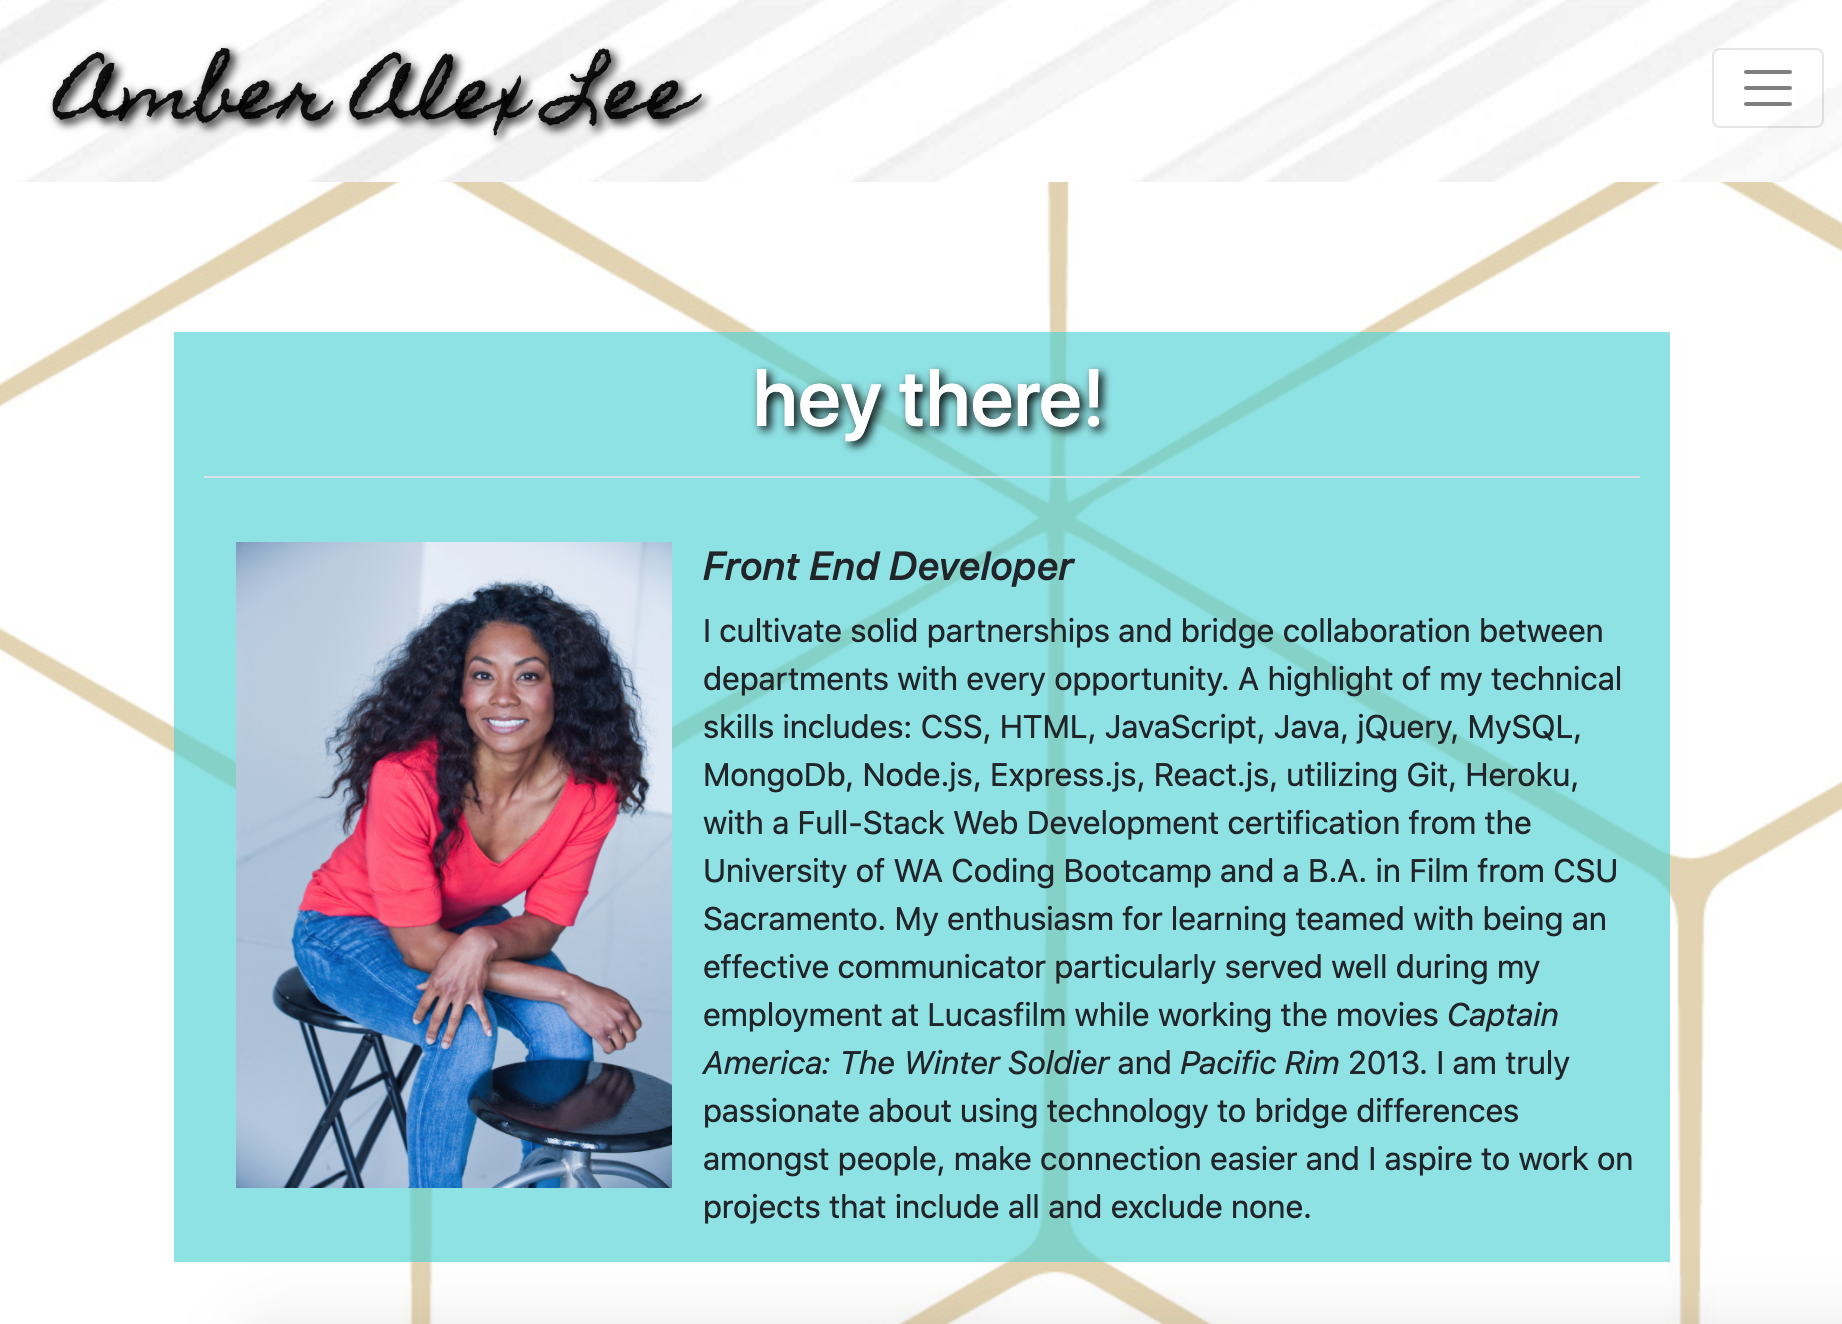 Amber Alex Lee
hey there!
Front End Developer
I cultivate solid partnerships and bridge collaboration between
departments with every opportunity. A highlight of my technical
skills includes: CSS, HTML, JavaScript, Java, jQuery, MySQL,
MongoDb, Node.js, Express.js, React.js, utilizing Git, Heroku,
with a Full-Stack Web Development certification from the
University of WA Coding Bootcamp and a B.A. in Film from CSU
Sacramento. My enthusiasm for learning teamed with being an
effective communicator particularly served well during my
employment at Lucasfilm while working the movies Captain
America: The Winter Soldier and Pacific Rim 2013. I am truly
passionate about using technology to bridge differences
amongst people, make connection easier and I aspire to work on
projects that include all and exclude none.